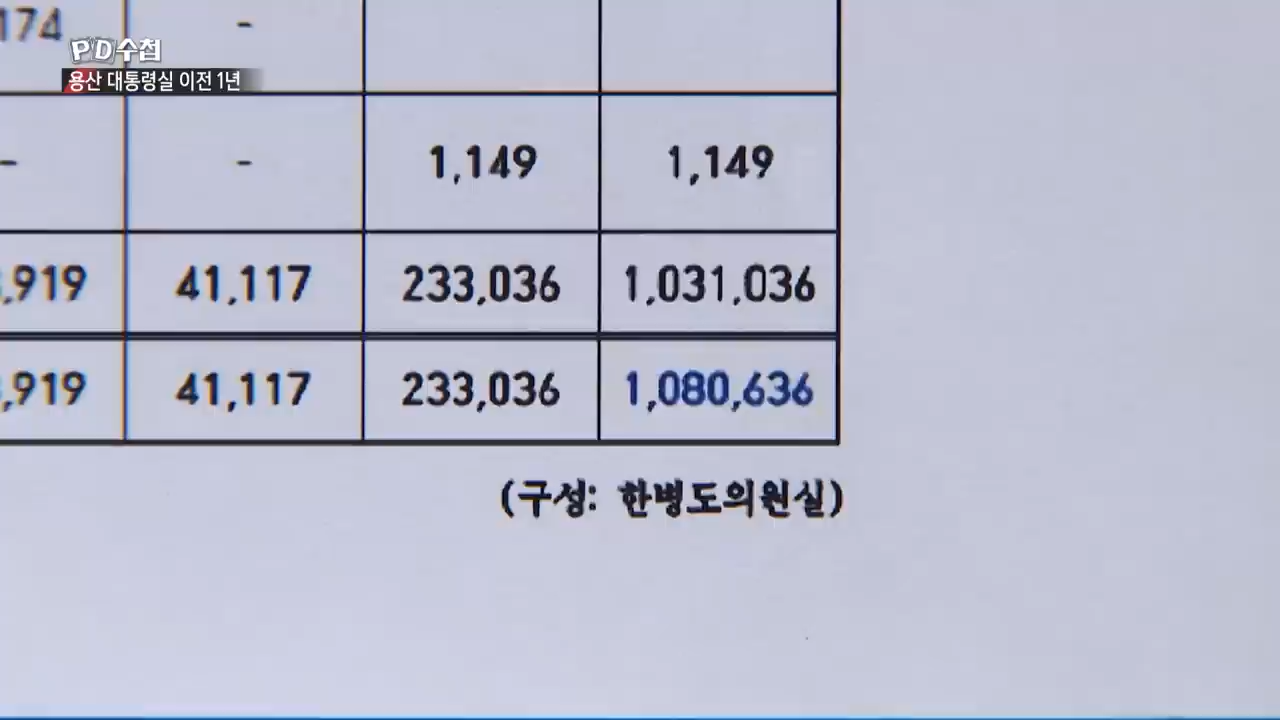 174 -
PD수첩
용산 대통령실 이전 1년
- - 1,149 1,149
,919 41,117 233,036 1,031,036
,919 41,117 233,036 1,080,636
(구성: 한병도의원실)